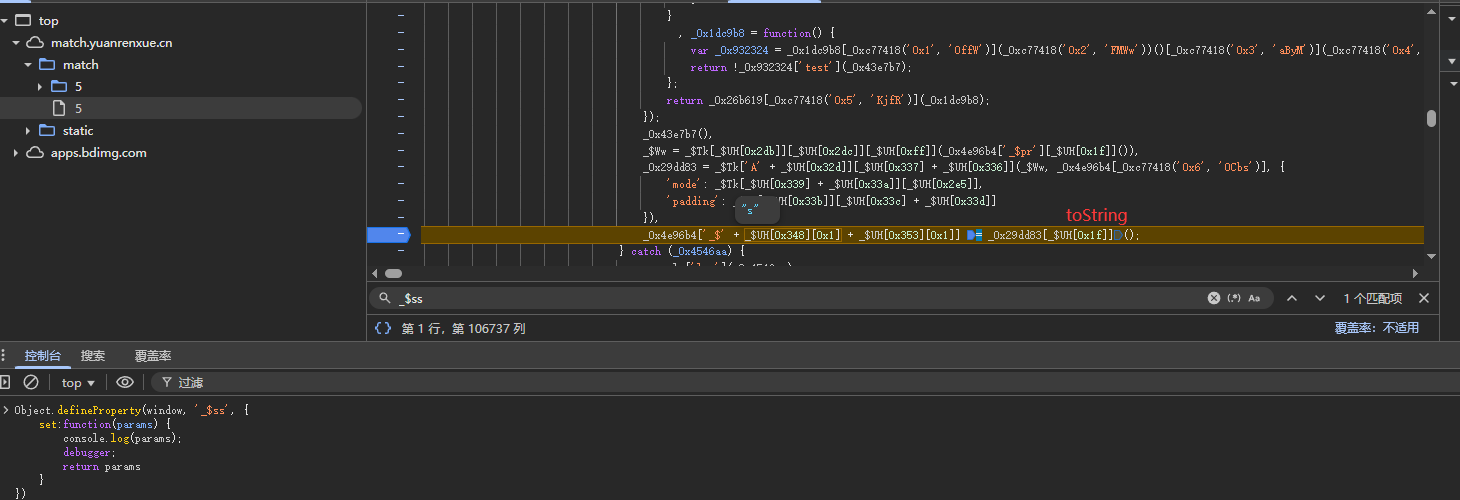 top
match.yuanrenxue.cn
match
5
5
static
apps.bdimg.com
}
, _0x1dc9b8 = function() {
var _0x932324 = _0x1dc9b8[_0xc77418('0x1', 'OffW')](_0xc77418('0x2', 'FMWw'))()[_0xc77418('0x3', 'aByM')](_0xc77418('0x4',
return !_0x932324['test'](_0x43e7b7);
};
return _0x26b619[_0xc77418('0x5', 'KjfR')](_0x1dc9b8);
});
_0x43e7b7(),
_$Ww = _$Tk[_$UH[0x2db]][_$UH[0x2dc]][_$UH[0xff]](_0x4e96b4['_$pr'][_$UH[0x1f]]()),
_0x29dd83 = _$Tk['A' + _$UH[0x32d]][_$UH[0x337] + _$UH[0x336]](_$Ww, _0x4e96b4[_0xc77418('0x6', 'OCbs')], {
'mode': _$Tk[_$UH[0x339] + _$UH[0x33a]][_$UH[0x2e5]],
'padding': _ "s" H[0x33b]][_$UH[0x33c] + _$UH[0x33d]]
}),
toString
_0x4e96b4['_$' + _$UH[0x348][0x1] + _$UH[0x353][0x1]] = _0x29dd83[_$UH[0x1f]]();
} catch (_0x4546aa) {
_$ss
(.*)
Aa
1 个匹配项
{} 第 1 行，第 106737 列
覆盖率：不适用
控制台 搜索 覆盖率
top 过滤
Object.defineProperty(window, '_$ss', {
set:function(params) {
console.log(params);
debugger;
return params
}
})